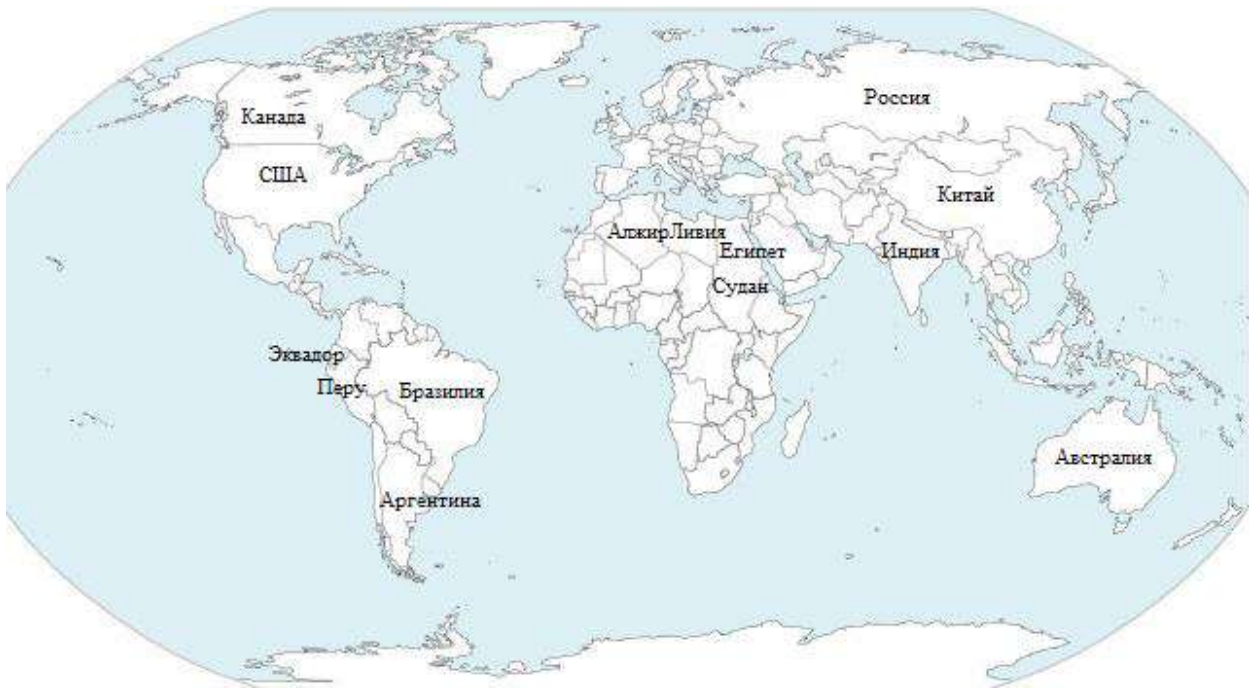 Россия
Канада
США
Китай
АлжирЛивия
Египет
Индия
Судан
Эквадор
Перу
Бразилия
Австралия
Аргентина